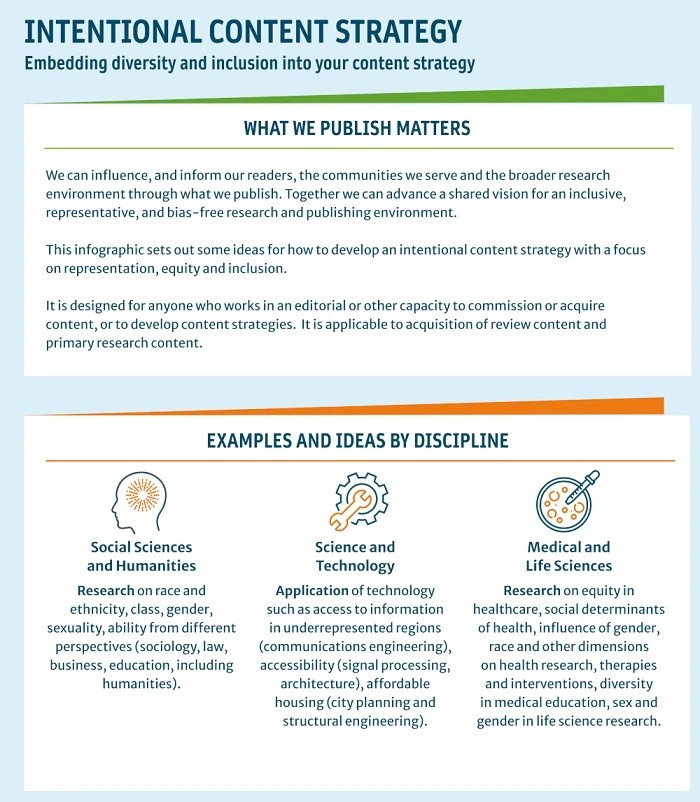 INTENTIONAL CONTENT STRATEGY
Embedding diversity and inclusion into your content strategy
WHAT WE PUBLISH MATTERS
We can influence, and inform our readers, the communities we serve and the broader research
environment through what we publish. Together we can advance a shared vision for an inclusive,
representative, and bias-free research and publishing environment.
This infographic sets out some ideas for how to develop an intentional content strategy with a focus
on representation, equity and inclusion.
It is designed for anyone who works in an editorial or other capacity to commission or acquire
content, or to develop content strategies. It is applicable to acquisition of review content and
primary research content.
EXAMPLES AND IDEAS BY DISCIPLINE
Social Sciences
and Humanities
Research on race and
ethnicity, class, gender,
sexuality, ability from different
perspectives (sociology, law,
business, education, including
humanities).
Science and
Technology
Application of technology
such as access to information
in underrepresented regions
(communications engineering),
accessibility (signal processing,
architecture), affordable
housing (city planning and
structural engineering).
Medical and
Life Sciences
Research on equity in
healthcare, social determinants
of health, influence of gender,
race and other dimensions
on health research, therapies
and interventions, diversity
in medical education, sex and
gender in life science research.